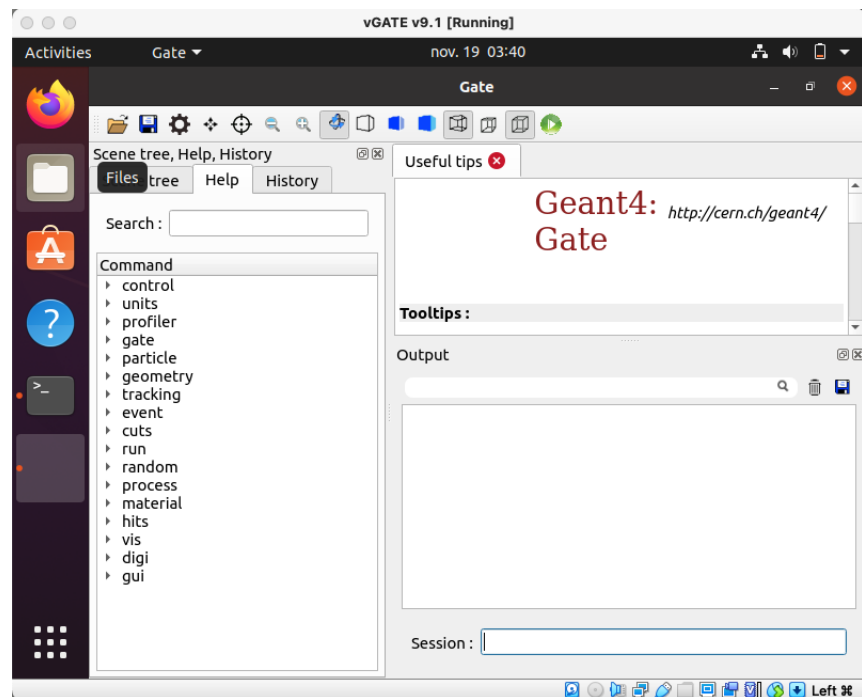 vGATE v9.1 [Running]
Activities Gate nov. 19 03:40
Gate
Scene tree, Help, History
Files tree Help History
Search :
Command
control
units
profiler
gate
particle
geometry
tracking
event
cuts
run
random
process
material
hits
vis
digi
gui
Useful tips
Geant4: http://cern.ch/geant4/
Gate
Tooltips :
Output
Session :
Left ⌘